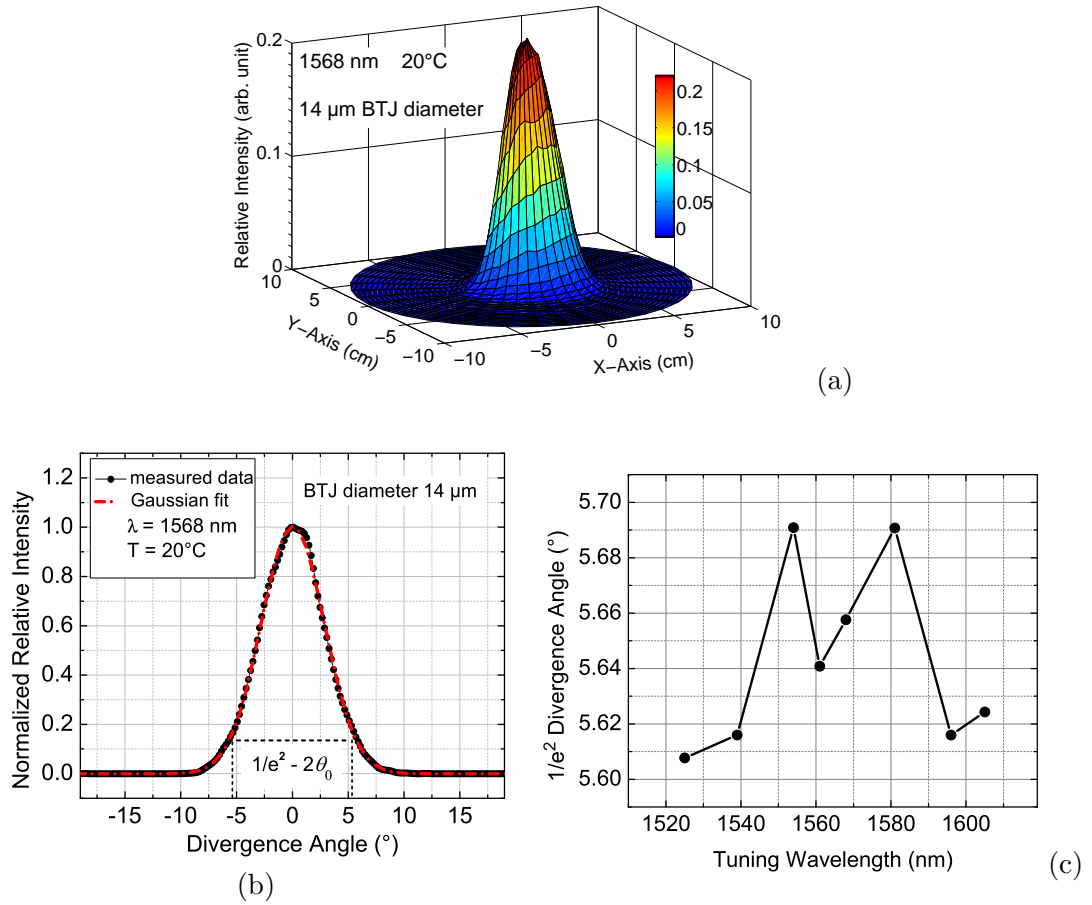 1568 nm 20°C
14 µm BTJ diameter
Relative Intensity (arb. unit)
0.2
0.1
0
10
5
0
−5
−10
Y−Axis (cm)
−10
−5
0
5
10
X−Axis (cm)
0.2
0.15
0.1
0.05
0
(a)
measured data
Gaussian fit
λ = 1568 nm
T = 20°C
BTJ diameter 14 µm
1/e² - 2θ₀
Normalized Relative Intensity
1.2
1.0
0.8
0.6
0.4
0.2
0.0
-15 -10 -5 0 5 10 15
Divergence Angle (°)
(b)
1/e² Divergence Angle (°)
5.70
5.68
5.66
5.64
5.62
5.60
1520 1540 1560 1580 1600
Tuning Wavelength (nm)
(c)